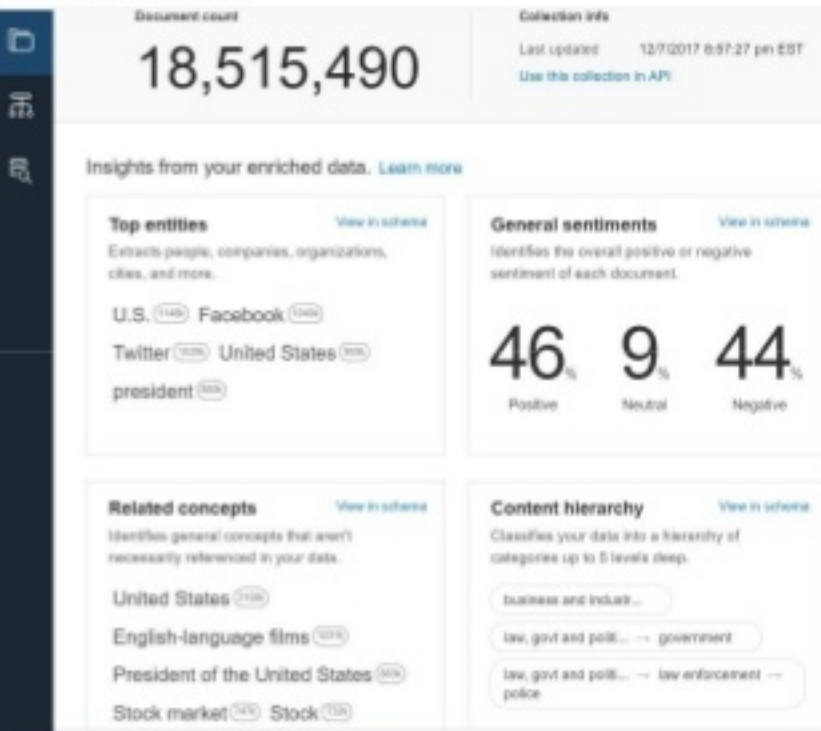 Document count
18,515,490
Collection info
Last updated 12/7/2017 8:57:27 pm EST
Use this collection in API
Insights from your enriched data. Learn more
Top entities View in schema
Extracts people, companies, organizations,
cities, and more.
U.S. Facebook
Twitter United States
president
General sentiments View in schema
Identifies the overall positive or negative
sentiment of each document.
46% 9% 44%
Positive Neutral Negative
Related concepts View in schema
Identifies general concepts that aren't
necessarily referenced in your data.
United States
English-language films
President of the United States
Stock market Stock
Content hierarchy View in schema
Classifies your data into a hierarchy of
categories up to 5 levels deep.
business and industr...
law, govt and politi... → government
law, govt and politi... → law enforcement →
police